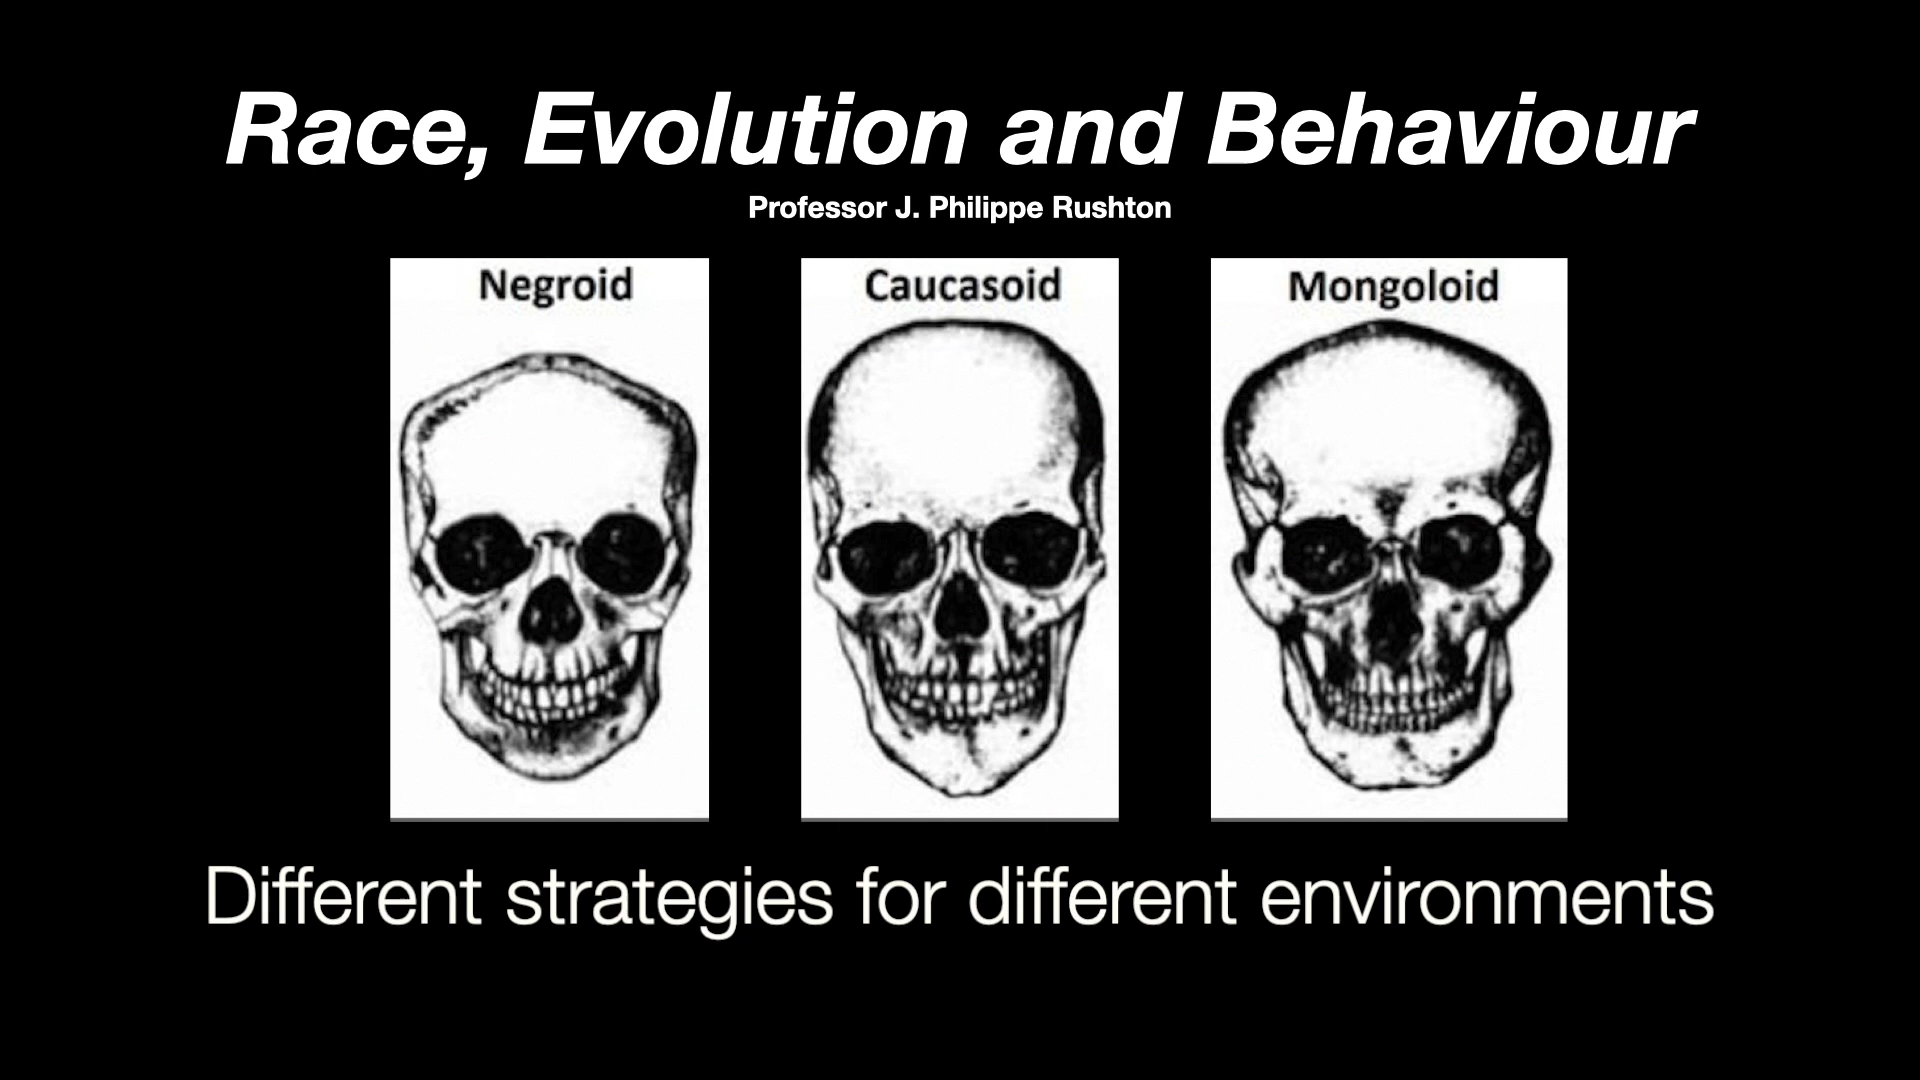 Race, Evolution and Behaviour
Professor J. Philippe Rushton
Negroid
Caucasoid
Mongoloid
Different strategies for different environments